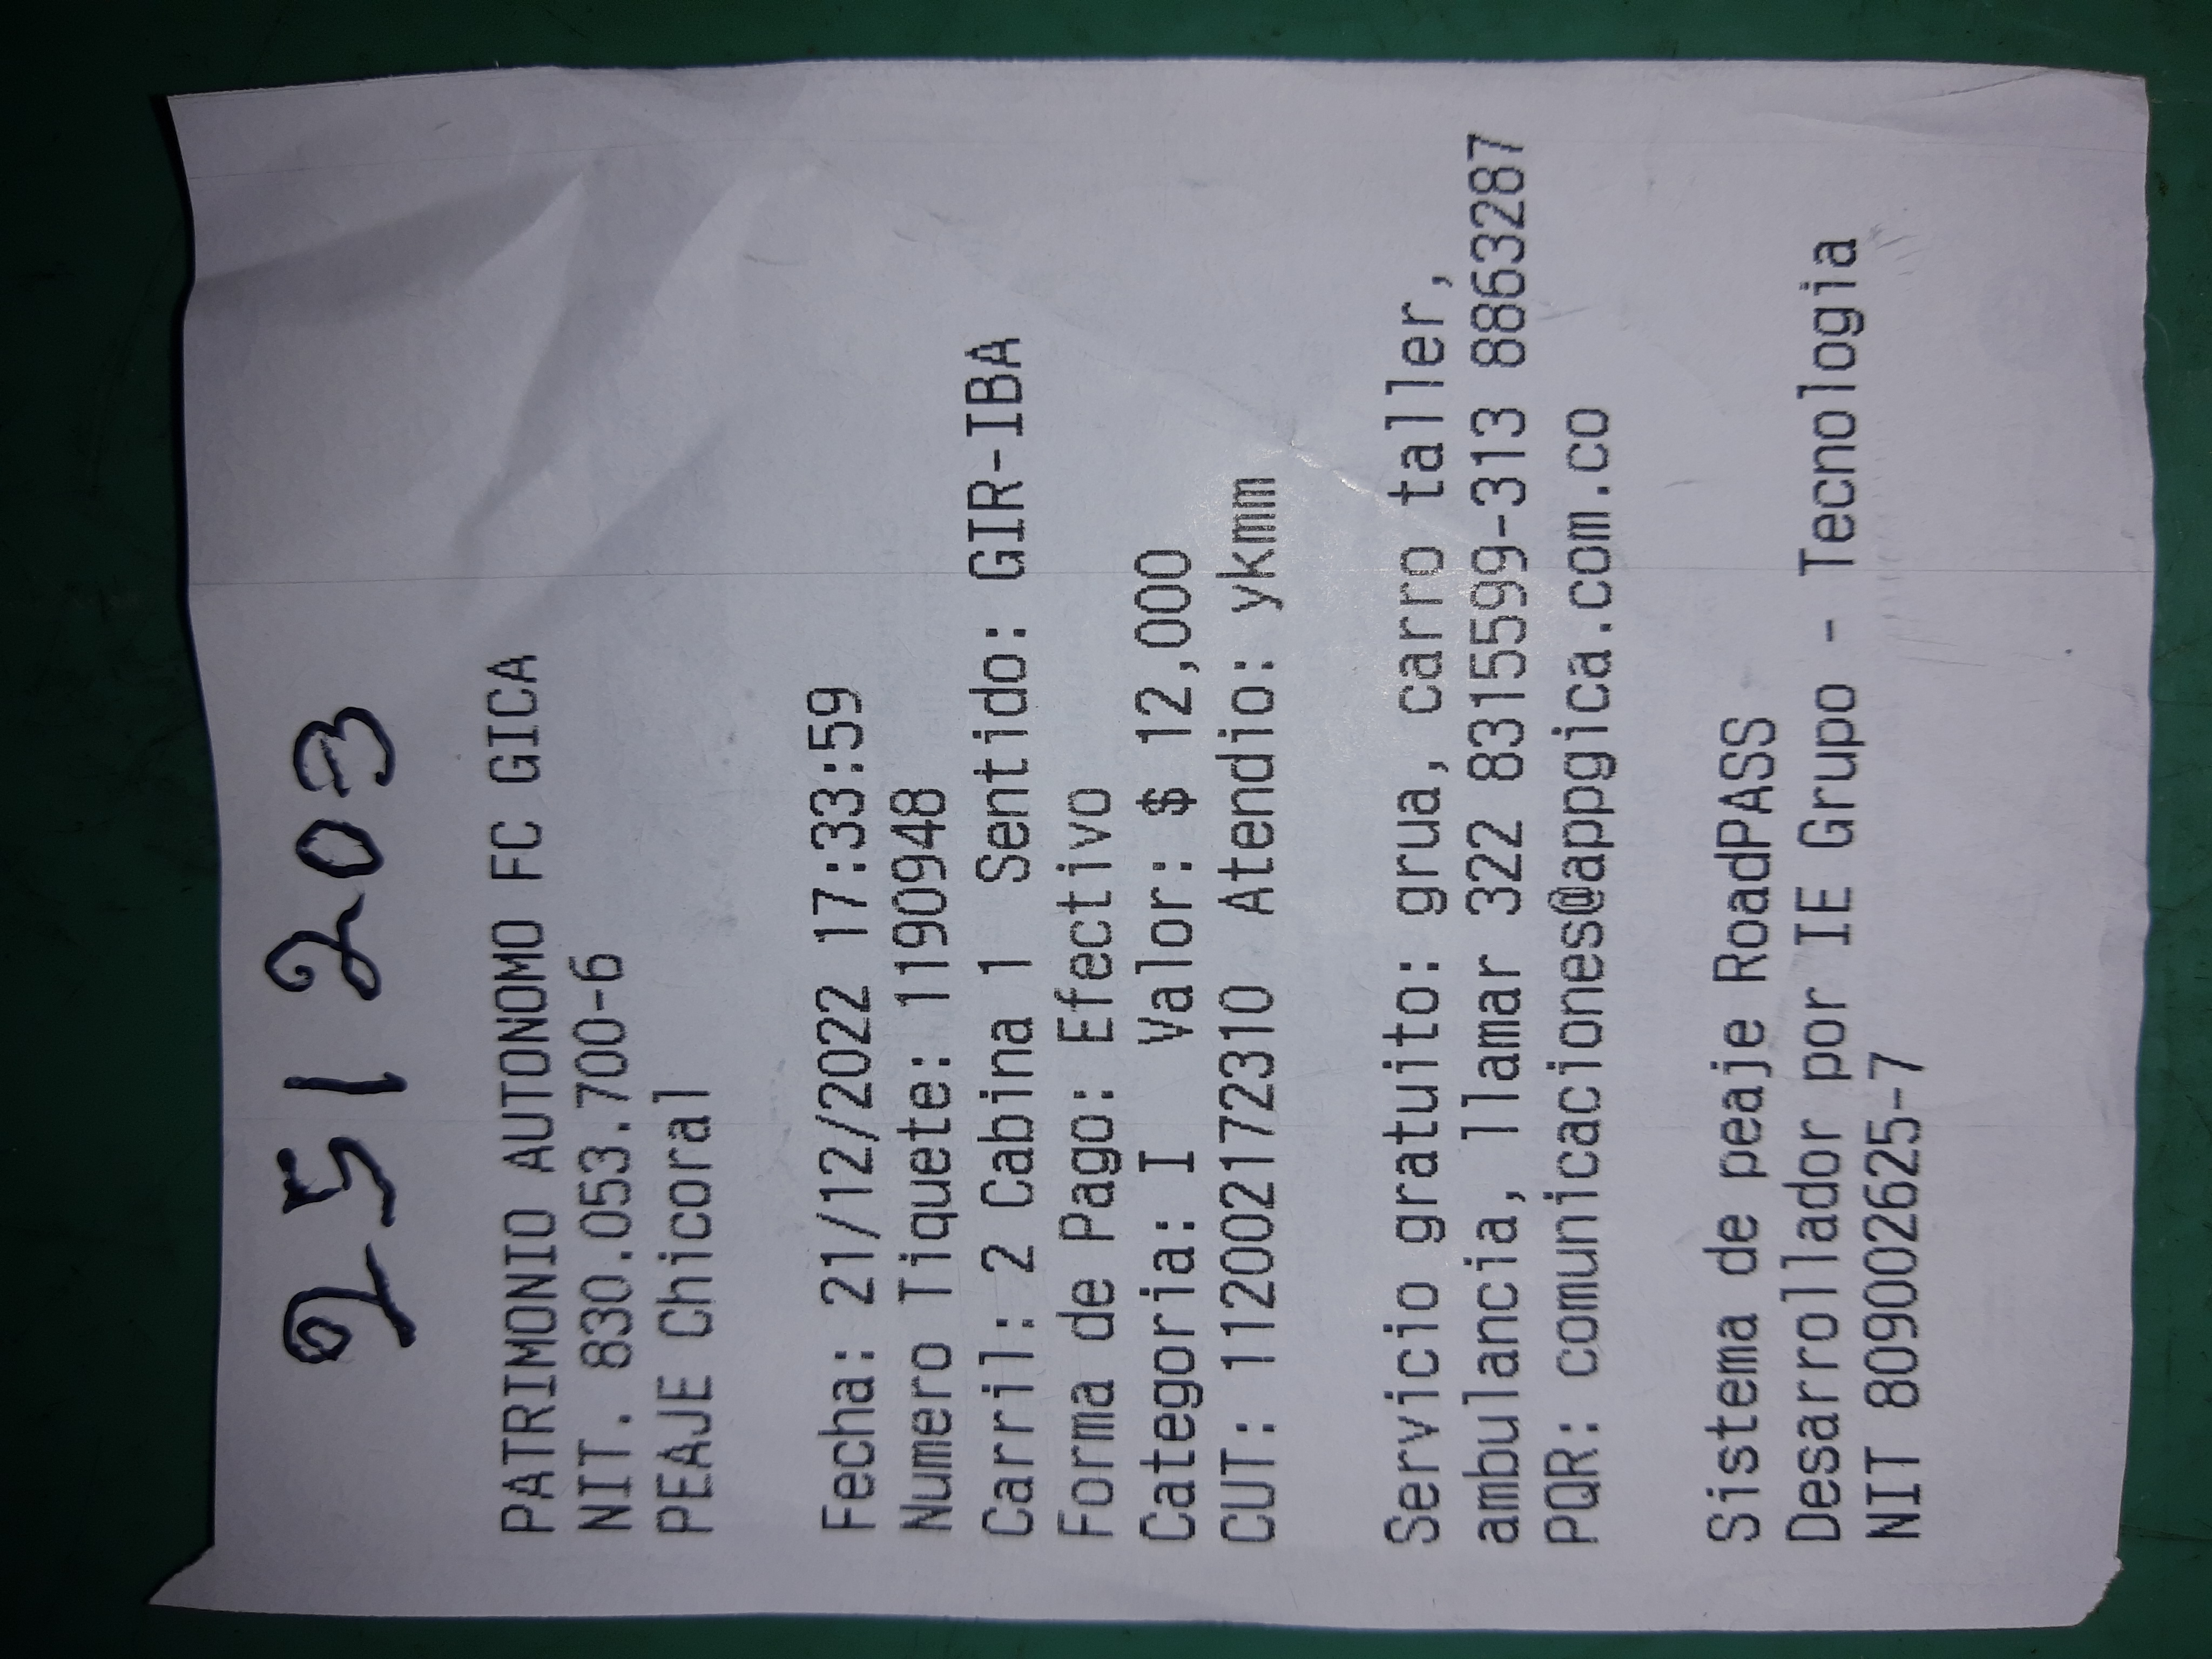 251203
PATRIMONIO AUTONOMO FC GICA
NIT. 830.053.700-6
PEAJE Chicoral
Fecha: 21/12/2022 17:33:59
Numero Tiquete: 1190948
Carril: 2 Cabina 1 Sentido: GIR-IBA
Forma de Pago: Efectivo
Categoria: I Valor: $ 12,000
CUT: 112002172310 Atendio: ykmm
Servicio gratuito: grua, carro taller,
ambulancia, llamar 322 8315599-313 8863287
PQR: comunicaciones@appgica.com.co
Sistema de peaje RoadPASS
Desarrollador por IE Grupo - Tecnologia
NIT 809002625-7